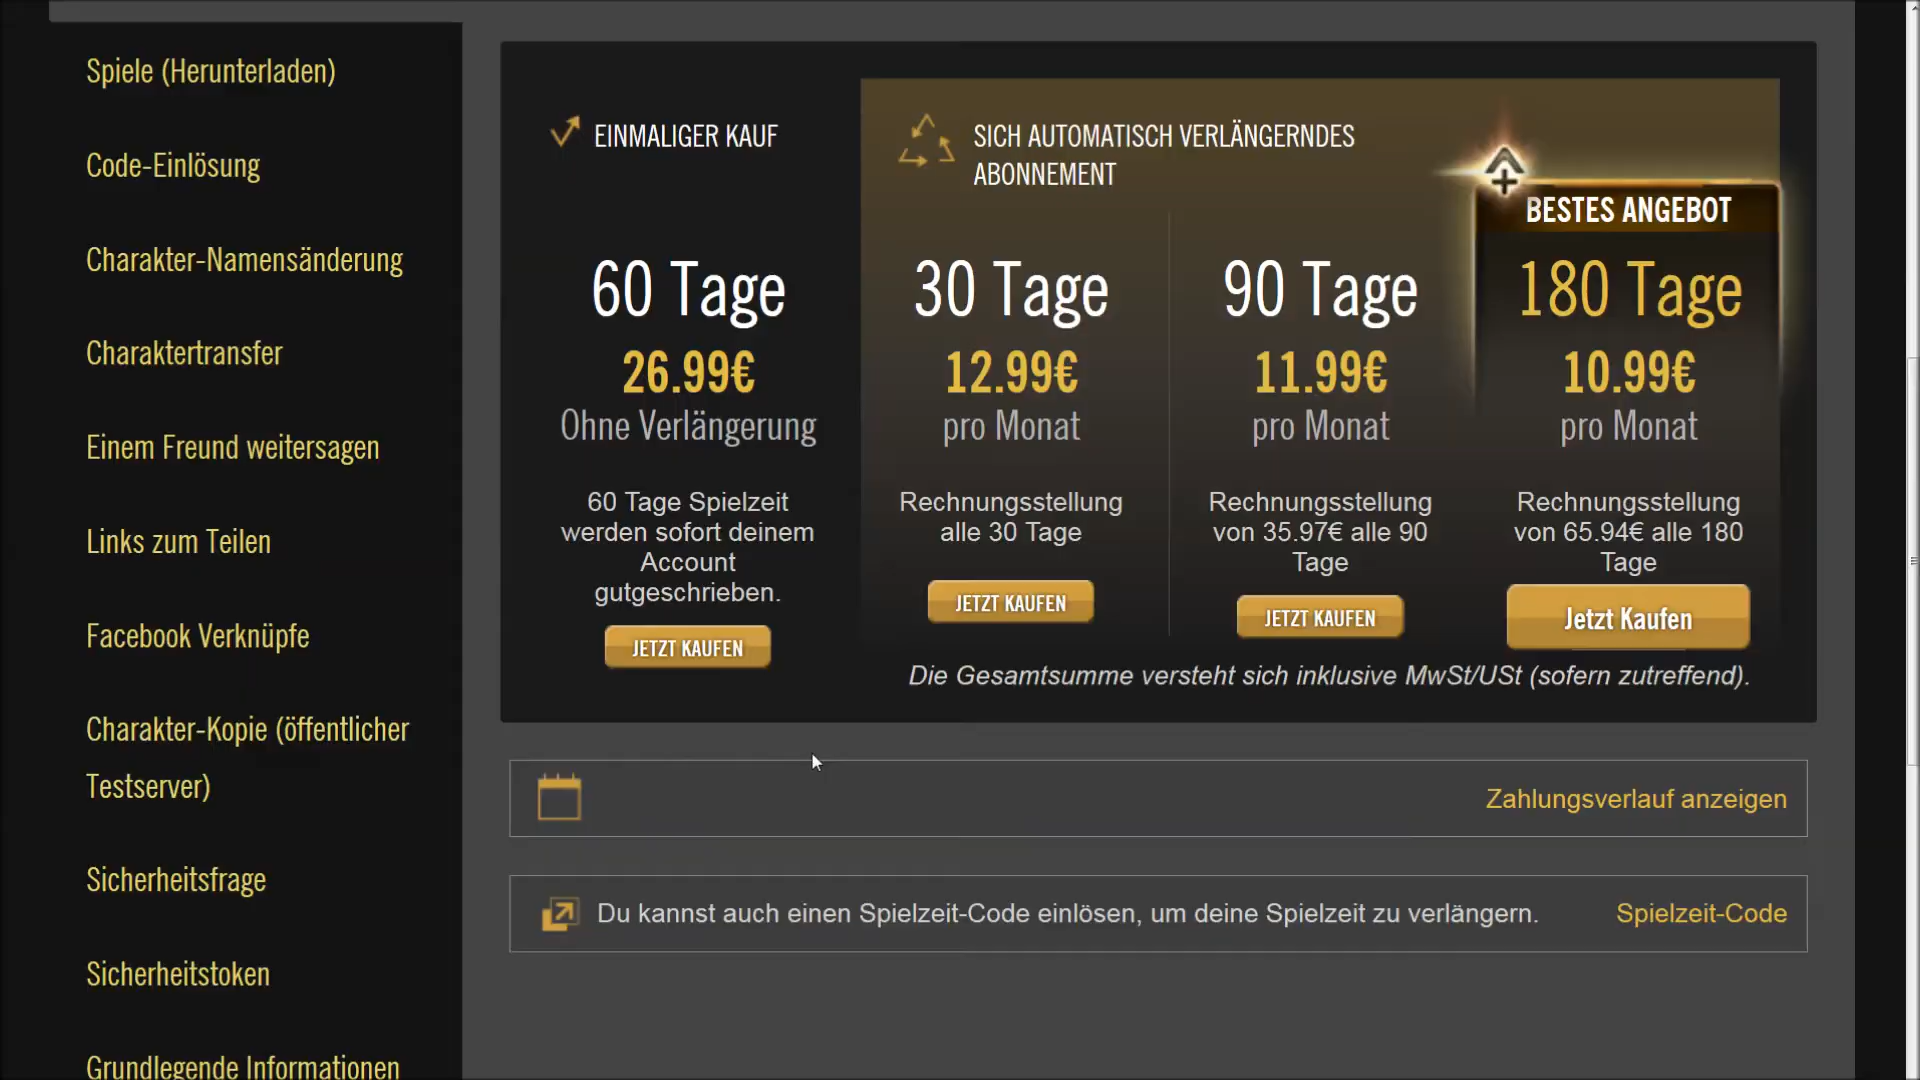 Spiele (Herunterladen)
Code-Einlösung
Charakter-Namensänderung
Charaktertransfer
Einem Freund weitersagen
Links zum Teilen
Facebook Verknüpfe
Charakter-Kopie (öffentlicher
Testserver)
Sicherheitsfrage
Sicherheitstoken
Grundlegende Informationen
EINMALIGER KAUF
60 Tage
26.99€
Ohne Verlängerung
60 Tage Spielzeit
werden sofort deinem
Account
gutgeschrieben.
JETZT KAUFEN
SICH AUTOMATISCH VERLÄNGERNDES
ABONNEMENT
30 Tage
12.99€
pro Monat
Rechnungsstellung
alle 30 Tage
JETZT KAUFEN
90 Tage
11.99€
pro Monat
Rechnungsstellung
von 35.97€ alle 90
Tage
JETZT KAUFEN
BESTES ANGEBOT
180 Tage
10.99€
pro Monat
Rechnungsstellung
von 65.94€ alle 180
Tage
Jetzt Kaufen
Die Gesamtsumme versteht sich inklusive MwSt/USt (sofern zutreffend).
Zahlungsverlauf anzeigen
Du kannst auch einen Spielzeit-Code einlösen, um deine Spielzeit zu verlängern.
Spielzeit-Code